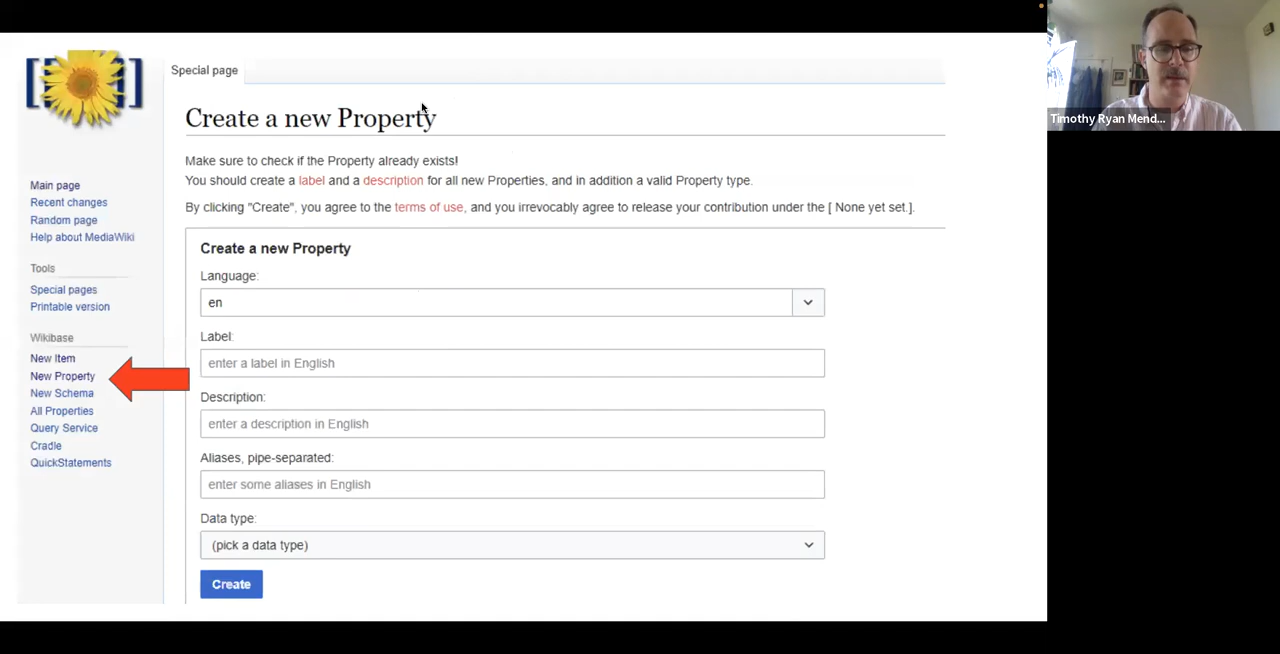 Special page
Create a new Property
Make sure to check if the Property already exists!
You should create a label and a description for all new Properties, and in addition a valid Property type.
By clicking "Create", you agree to the terms of use, and you irrevocably agree to release your contribution under the [ None yet set.].
Main page
Recent changes
Random page
Help about MediaWiki
Tools
Special pages
Printable version
Wikibase
New Item
New Property
New Schema
All Properties
Query Service
Cradle
QuickStatements
Create a new Property
Language:
en
Label:
enter a label in English
Description:
enter a description in English
Aliases, pipe-separated:
enter some aliases in English
Data type:
(pick a data type)
Create
Timothy Ryan Mend...